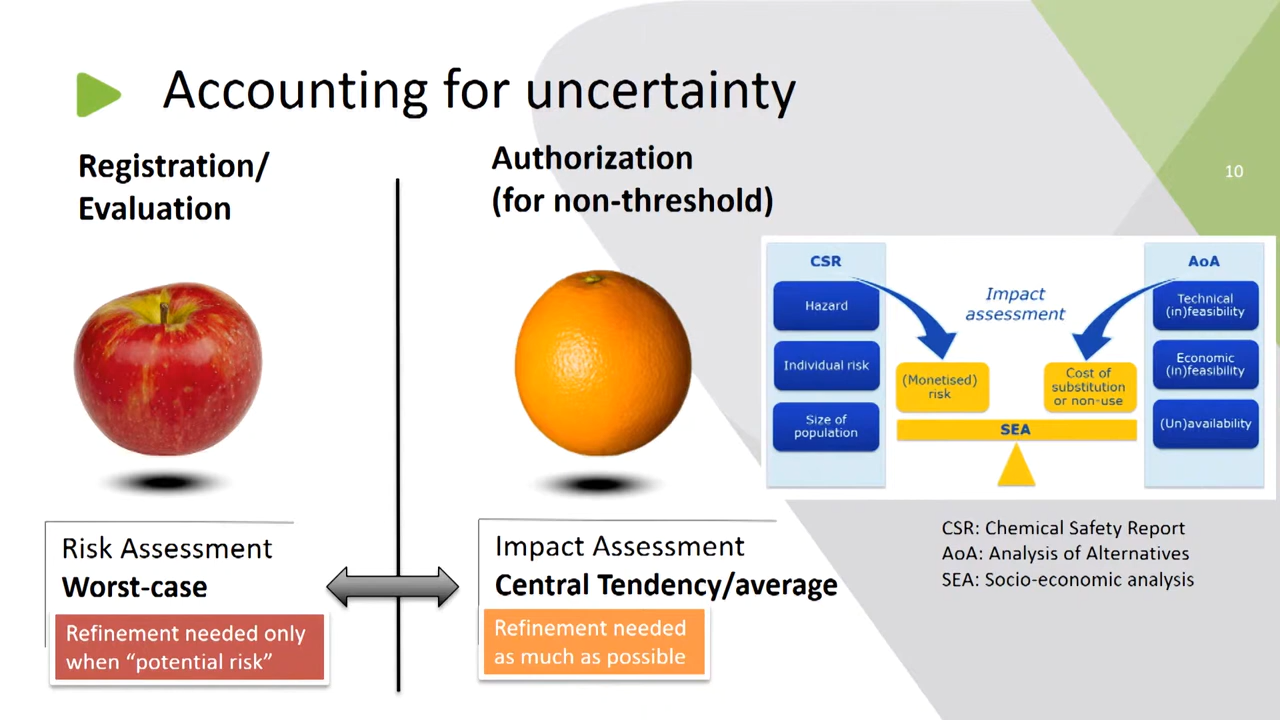 Accounting for uncertainty
10
Registration/
Evaluation
Risk Assessment
Worst-case
Refinement needed only
when “potential risk”
Authorization
(for non-threshold)
Impact Assessment
Central Tendency/average
Refinement needed
as much as possible
CSR
Hazard
Individual risk
Size of
population
Impact
assessment
(Monetised)
risk
Cost of
substitution
or non-use
SEA
AoA
Technical
(in)feasibility
Economic
(in)feasibility
(Un)availability
CSR: Chemical Safety Report
AoA: Analysis of Alternatives
SEA: Socio-economic analysis